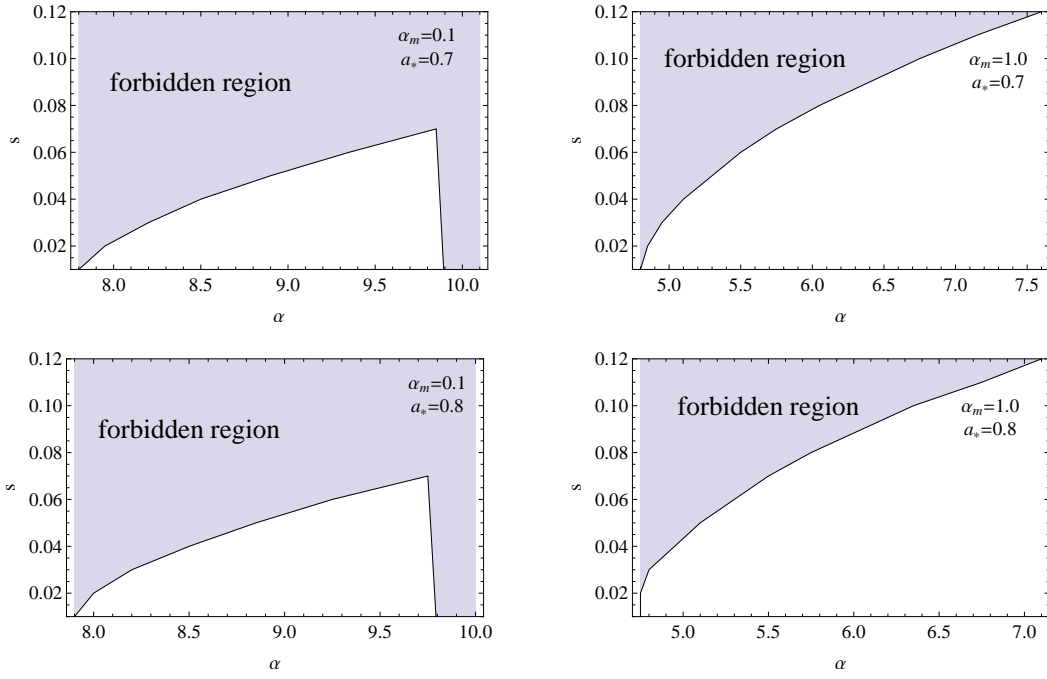 0.12
0.10
0.08
0.06
0.04
0.02
s
α_m=0.1
a_*=0.7
forbidden region
8.0 8.5 9.0 9.5 10.0
α
0.12
0.10
0.08
0.06
0.04
0.02
s
forbidden region
α_m=1.0
a_*=0.7
5.0 5.5 6.0 6.5 7.0 7.5
α
0.12
0.10
0.08
0.06
0.04
0.02
s
α_m=0.1
a_*=0.8
forbidden region
8.0 8.5 9.0 9.5 10.0
α
0.12
0.10
0.08
0.06
0.04
0.02
s
forbidden region
α_m=1.0
a_*=0.8
5.0 5.5 6.0 6.5 7.0
α